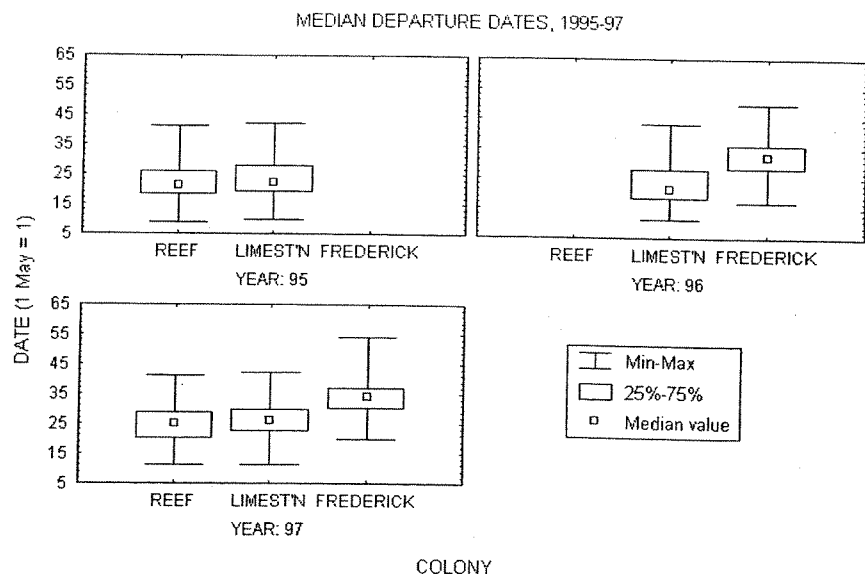 MEDIAN DEPARTURE DATES, 1995-97
DATE (1 May = 1)
65
55
45
35
25
15
5
REEF LIMEST'N FREDERICK
YEAR: 95
REEF LIMEST'N FREDERICK
YEAR: 96
65
55
45
35
25
15
5
REEF LIMEST'N FREDERICK
YEAR: 97
Min-Max
25%-75%
Median value
COLONY